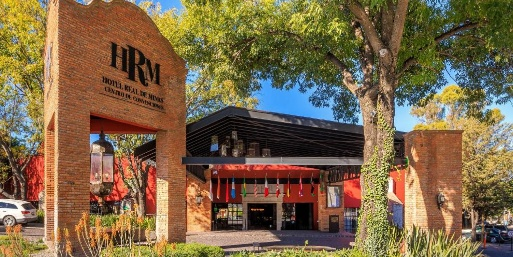 HRM
HOTEL REAL DE MINAS
CENTRO DE CONVENCIONES